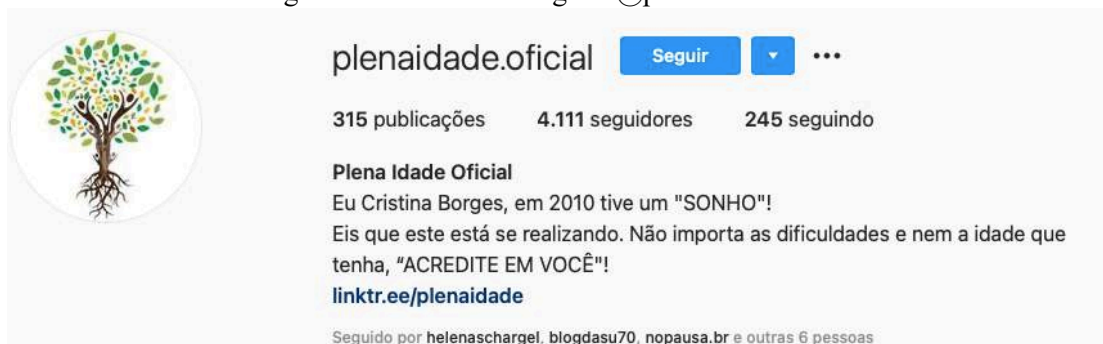 plenaidade.oficial Seguir
315 publicações 4.111 seguidores 245 seguindo
Plena Idade Oficial
Eu Cristina Borges, em 2010 tive um "SONHO"!
Eis que este está se realizando. Não importa as dificuldades e nem a idade que
tenha, “ACREDITE EM VOCÊ"!
linktr.ee/plenaidade
Seguido por helenaschargel, blogdasu70, nopausa.br e outras 6 pessoas